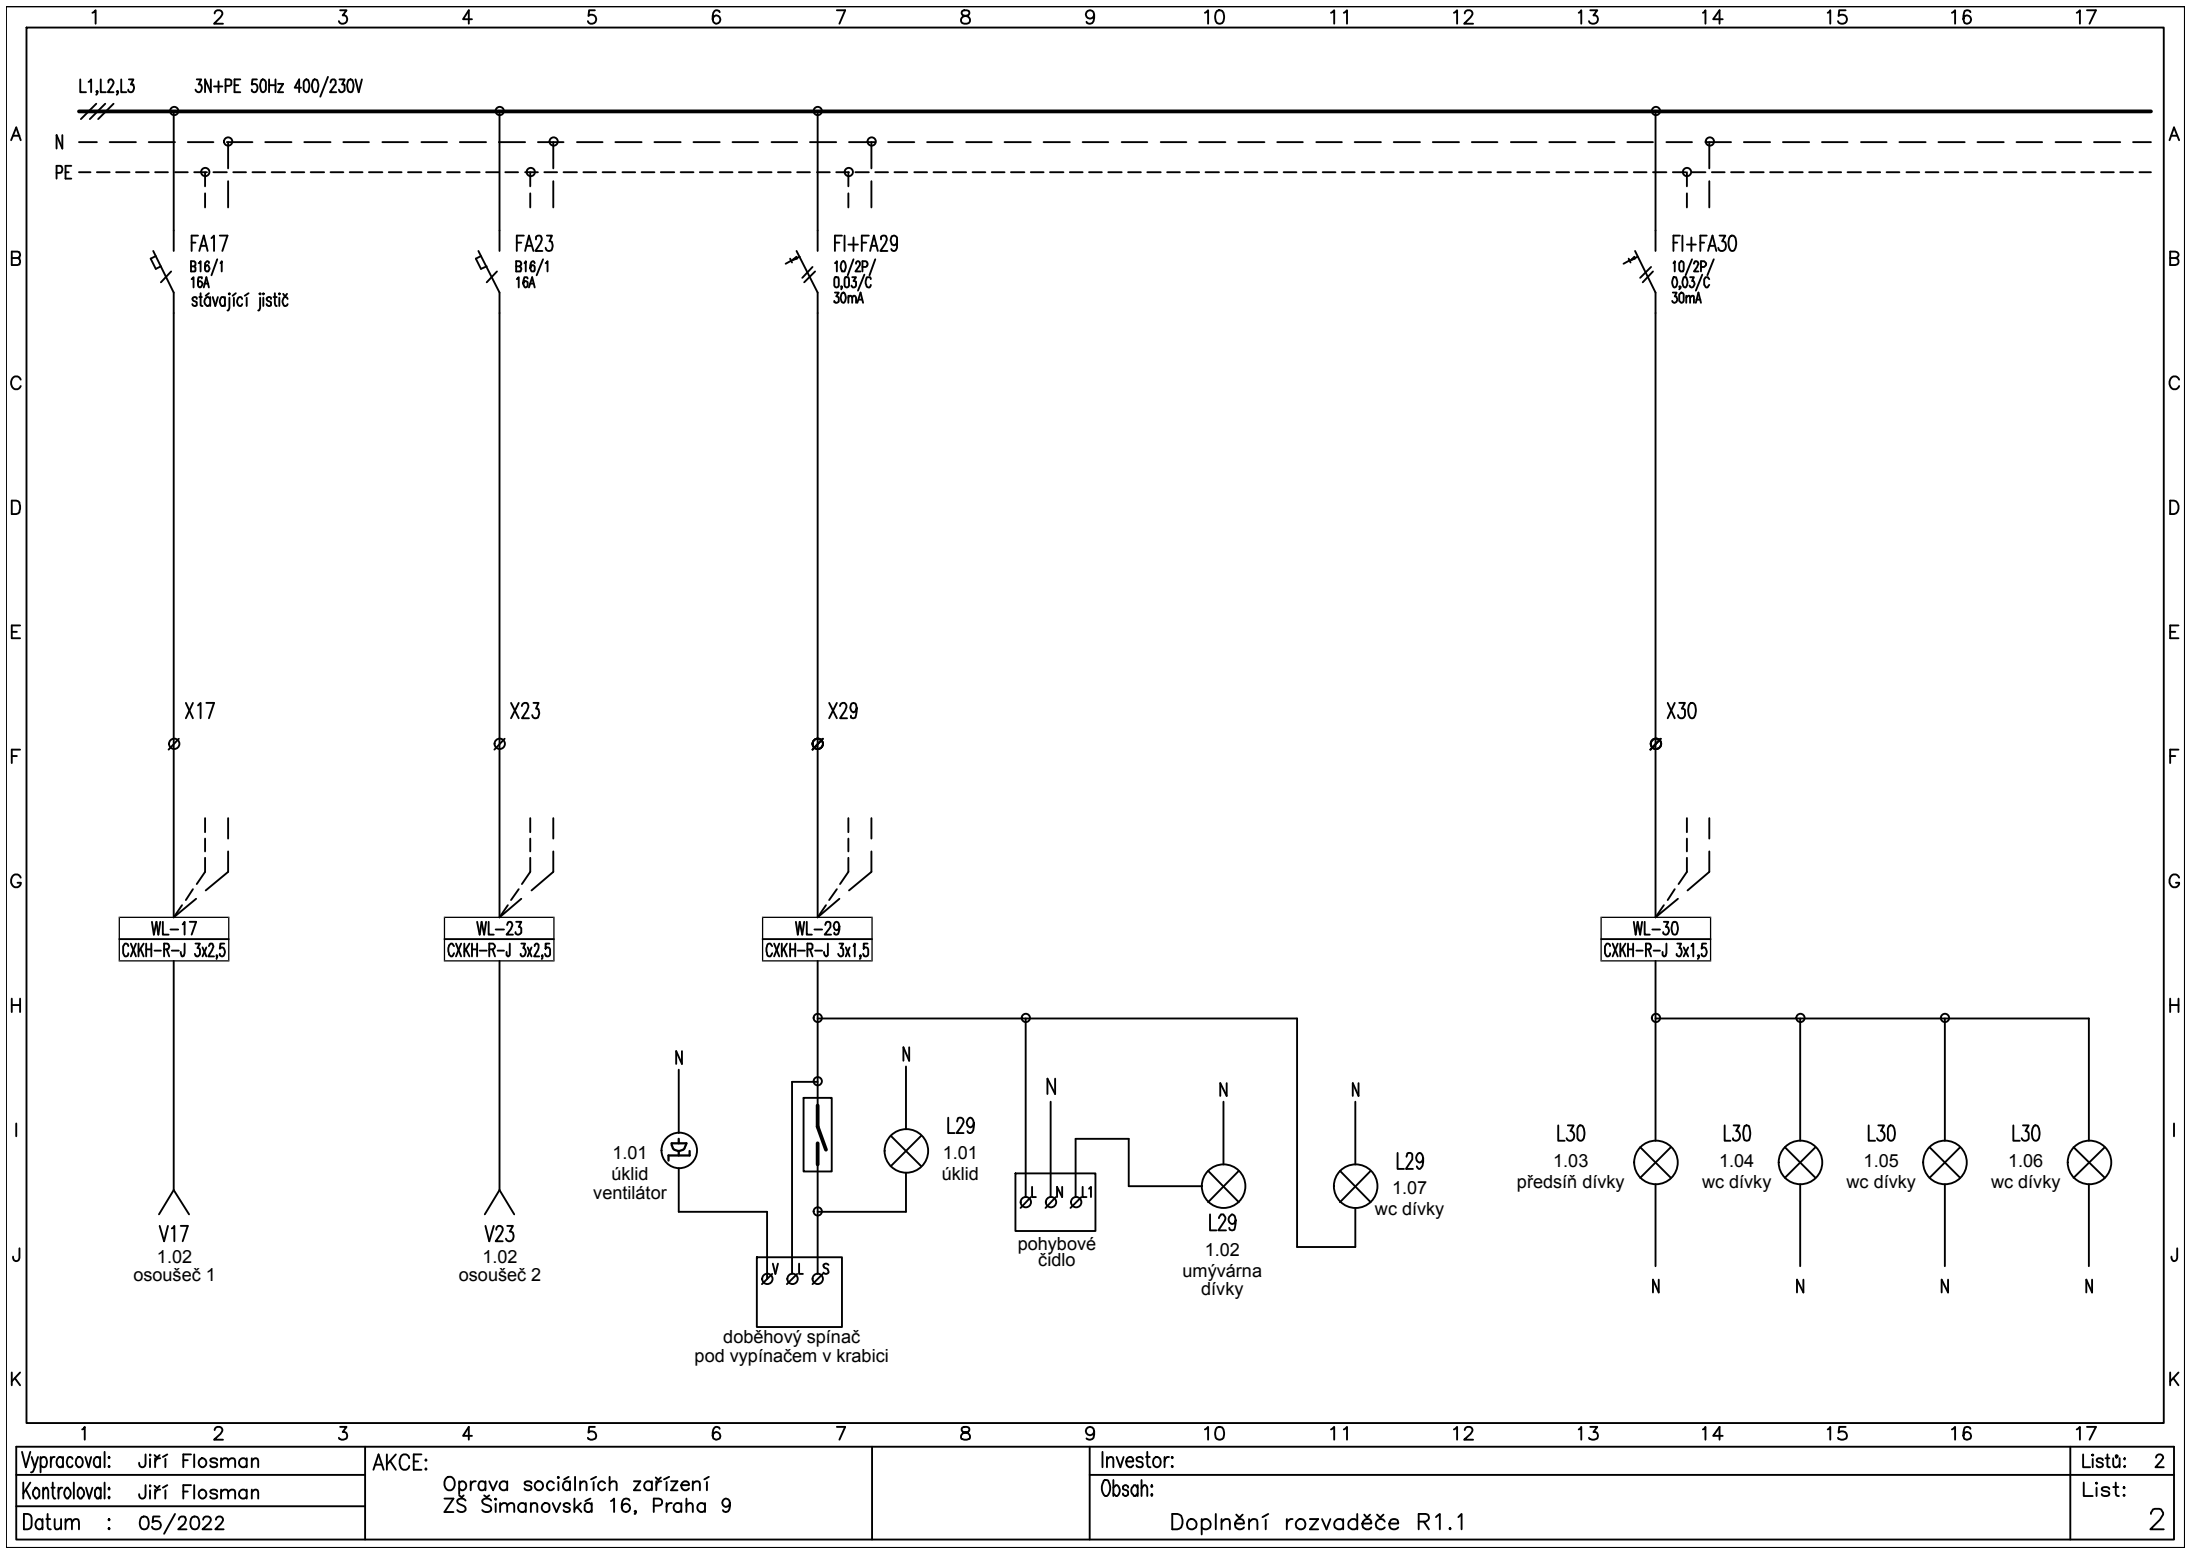 1 2 3 4 5 6 7 8 9 10 11 12 13 14 15 16 17
L1,L2,L3 3N+PE 50Hz 400/230V
A A
N
PE
B B
FA17
B16/1
16A
stávající jistič
FA23
B16/1
16A
FI+FA29
10/2P/
0,03/C
30mA
FI+FA30
10/2P/
0,03/C
30mA
C C
D D
E E
X17 X23 X29 X30
F F
G G
WL-17
CXKH-R-J 3x2,5
WL-23
CXKH-R-J 3x2,5
WL-29
CXKH-R-J 3x1,5
WL-30
CXKH-R-J 3x1,5
H H
N N N N N
I I
1.01
úklid
ventilátor
L29
1.01
úklid
L N L1
pohybové
čidlo
L29
1.02
umývárna
dívky
L29
1.07
wc dívky
L30
1.03
předsíň dívky
L30
1.04
wc dívky
L30
1.05
wc dívky
L30
1.06
wc dívky
N N N N
J J
V17
1.02
osoušeč 1
V23
1.02
osoušeč 2
V L S
doběhový spínač
pod vypínačem v krabici
K K
1 2 3 4 5 6 7 8 9 10 11 12 13 14 15 16 17
Vypracoval: Jiří Flosman
Kontroloval: Jiří Flosman
Datum : 05/2022
AKCE:
Oprava sociálních zařízení
ZŠ Šimanovská 16, Praha 9
Investor:
Obsah:
Doplnění rozvaděče R1.1
Listů: 2
List:
2